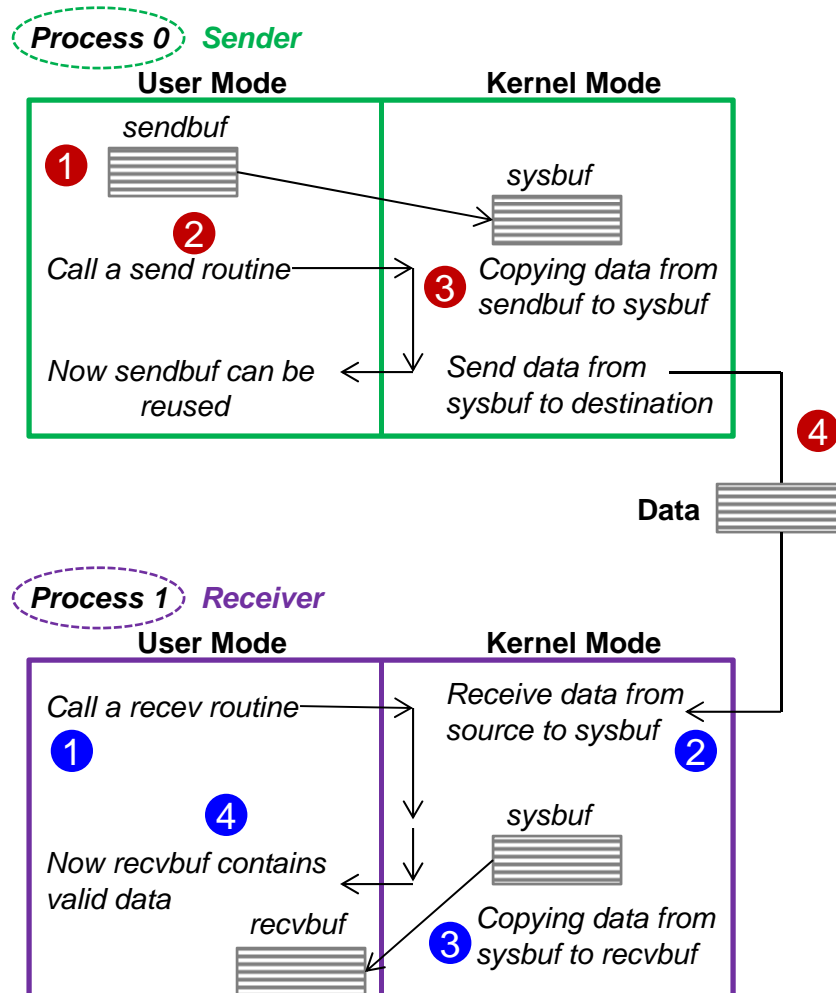 Process 0 Sender
User Mode Kernel Mode
sendbuf
1
sysbuf
2
Call a send routine
3
Copying data from
sendbuf to sysbuf
Now sendbuf can be
reused
Send data from
sysbuf to destination
4
Data
Process 1 Receiver
User Mode Kernel Mode
Call a recev routine
1
Receive data from
source to sysbuf
2
4
sysbuf
Now recvbuf contains
valid data
recvbuf
3
Copying data from
sysbuf to recvbuf